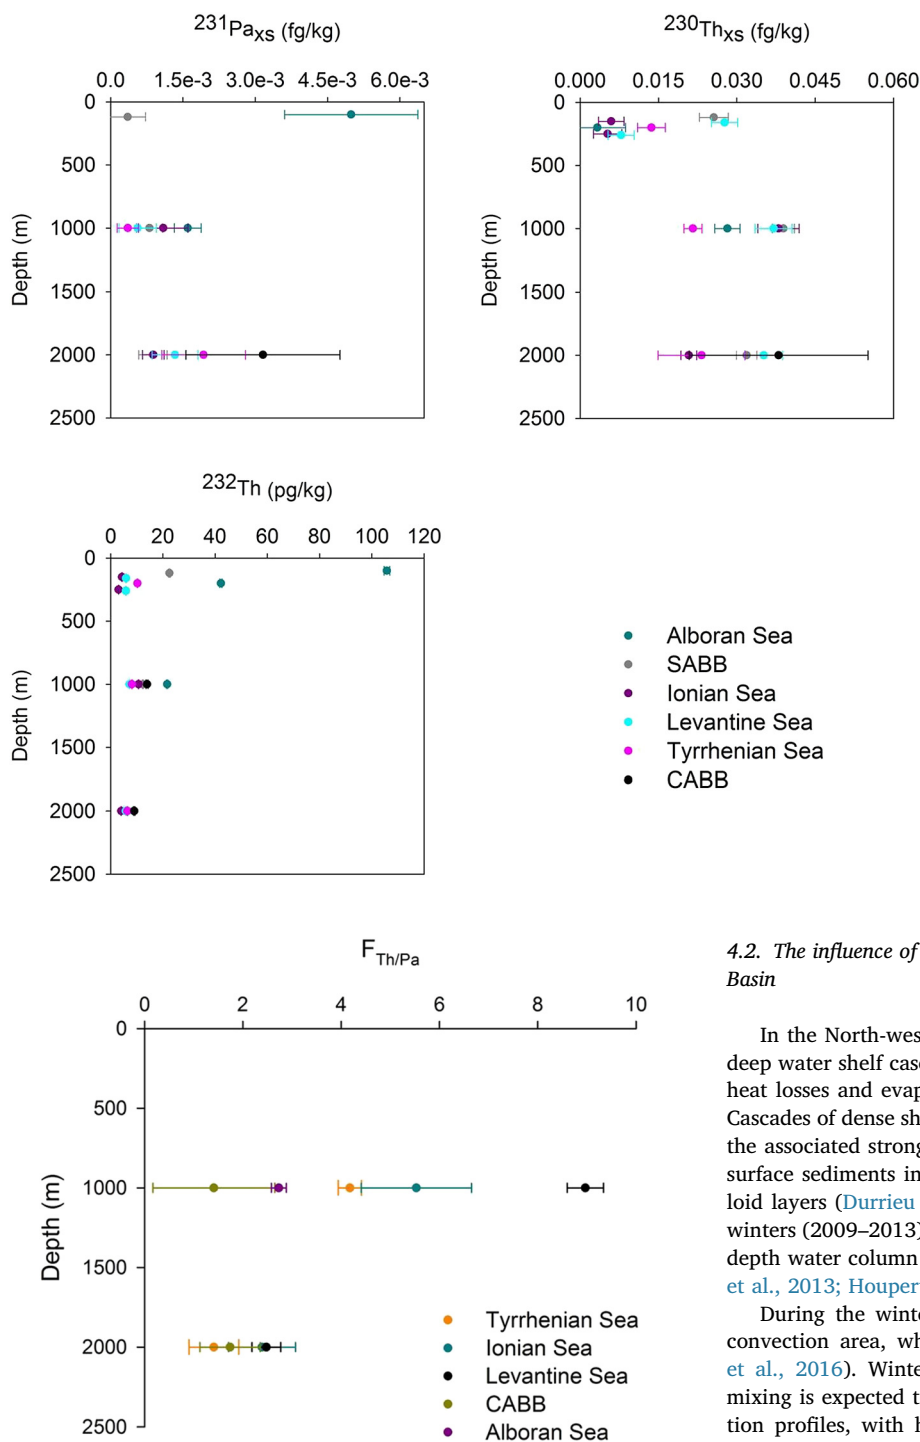 231Paxs (fg/kg)
0.0 1.5e-3 3.0e-3 4.5e-3 6.0e-3
0
500
1000
1500
2000
2500
Depth (m)
230Thxs (fg/kg)
0.000 0.015 0.030 0.045 0.060
0
500
1000
1500
2000
2500
Depth (m)
232Th (pg/kg)
0 20 40 60 80 100 120
0
500
1000
1500
2000
2500
Depth (m)
Alboran Sea
SABB
Ionian Sea
Levantine Sea
Tyrrhenian Sea
CABB
FTh/Pa
0 2 4 6 8 10
0
500
1000
1500
2000
2500
Depth (m)
Tyrrhenian Sea
Ionian Sea
Levantine Sea
CABB
Alboran Sea
4.2. The influence of
Basin
In the North-wes
deep water shelf casc
heat losses and evap
Cascades of dense sh
the associated strong
surface sediments in
loid layers (Durrieu
winters (2009–2013)
depth water column
et al., 2013; Houper
During the winte
convection area, wh
et al., 2016). Winte
mixing is expected t
tion profiles, with h